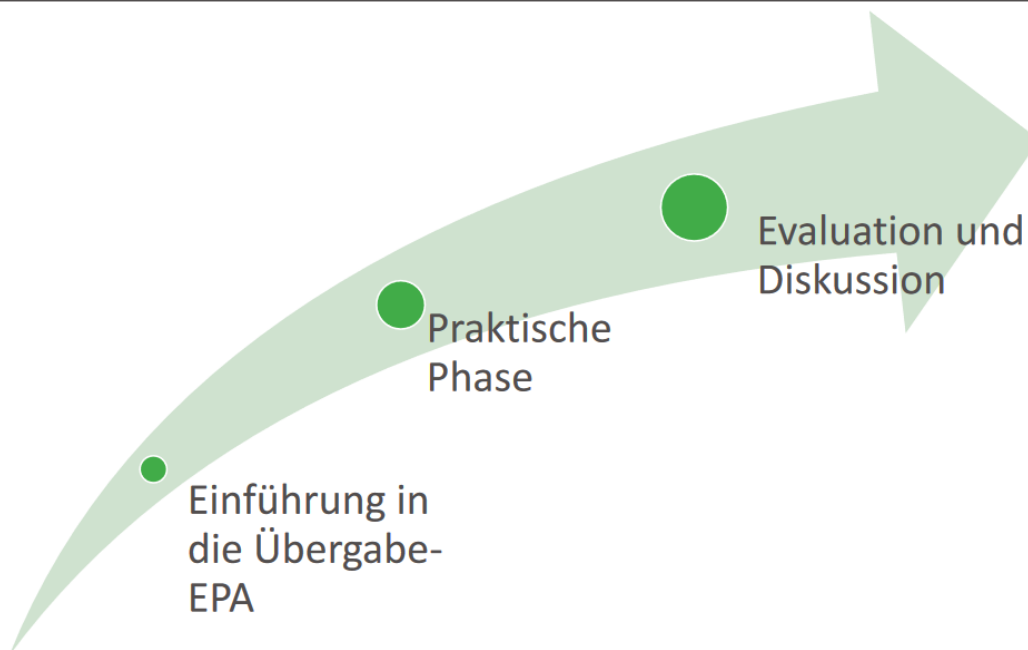 Evaluation und
Diskussion
Praktische
Phase
Einführung in
die Übergabe-
EPA